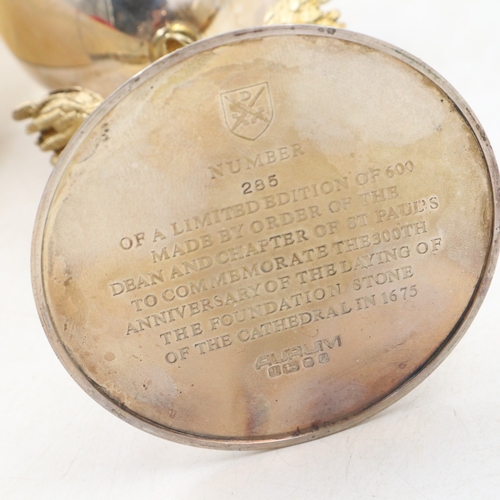 NUMBER
285
OF A LIMITED EDITION OF 600
MADE BY ORDER OF THE
DEAN AND CHAPTER OF ST PAUL'S
TO COMMEMORATE THE 300TH
ANNIVERSARY OF THE LAYING OF
THE FOUNDATION STONE
OF THE CATHEDRAL IN 1675
AURUM